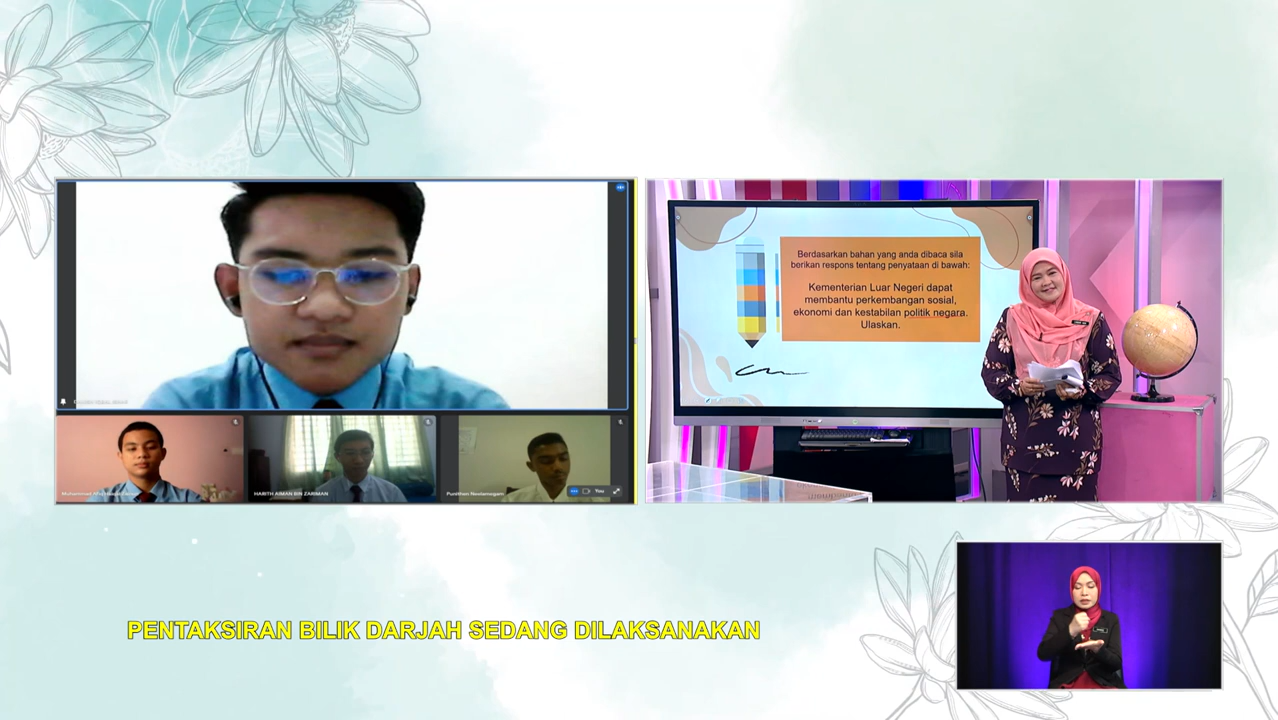 Berdasarkan bahan yang anda dibaca sila
berikan respons tentang penyataan di bawah:
Kementerian Luar Negeri dapat
membantu perkembangan sosial,
ekonomi dan kestabilan politik negara.
Ulaskan.
HARITH AIMAN BIN ZARIMAN
You
PENTAKSIRAN BILIK DARJAH SEDANG DILAKSANAKAN